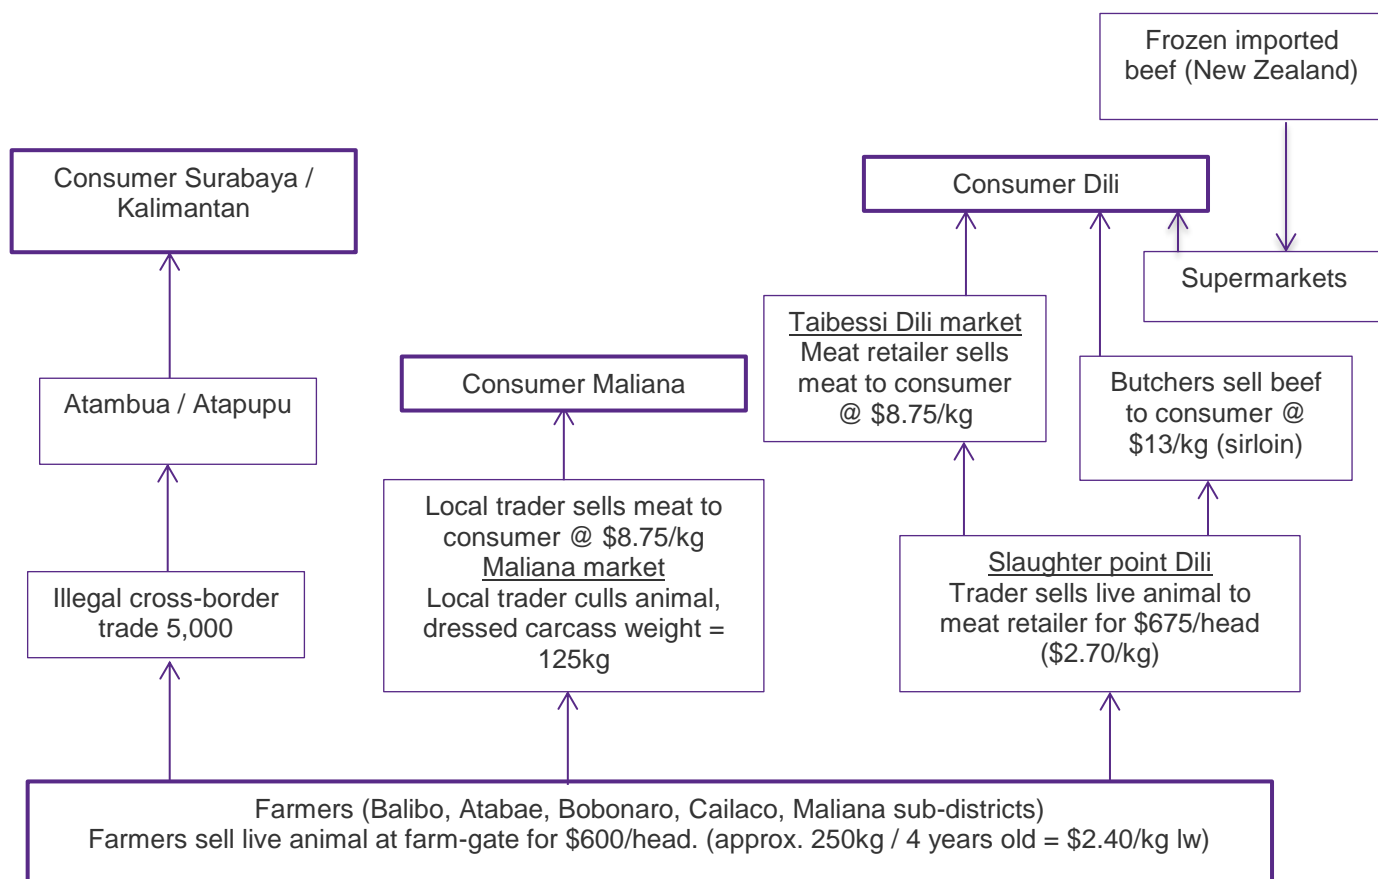 Frozen imported
beef (New Zealand)
Consumer Surabaya /
Kalimantan
Consumer Dili
Supermarkets
Taibessi Dili market
Meat retailer sells
meat to consumer
@ $8.75/kg
Consumer Maliana
Atambua / Atapupu
Butchers sell beef
to consumer @
$13/kg (sirloin)
Local trader sells meat to
consumer @ $8.75/kg
Maliana market
Local trader culls animal,
dressed carcass weight =
125kg
Slaughter point Dili
Trader sells live animal to
meat retailer for $675/head
($2.70/kg)
Illegal cross-border
trade 5,000
Farmers (Balibo, Atabae, Bobonaro, Cailaco, Maliana sub-districts)
Farmers sell live animal at farm-gate for $600/head. (approx. 250kg / 4 years old = $2.40/kg lw)